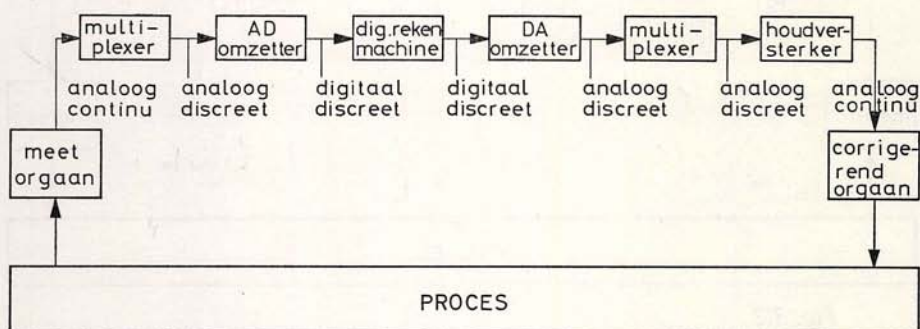 multi-
plexer
AD
omzetter
dig.reken
machine
DA
omzetter
multi-
plexer
houdver-
sterker
analoog
continu
analoog
discreet
digitaal
discreet
digitaal
discreet
analoog
discreet
analoog
discreet
analoog
continu
meet
orgaan
corrige-
rend
orgaan
PROCES